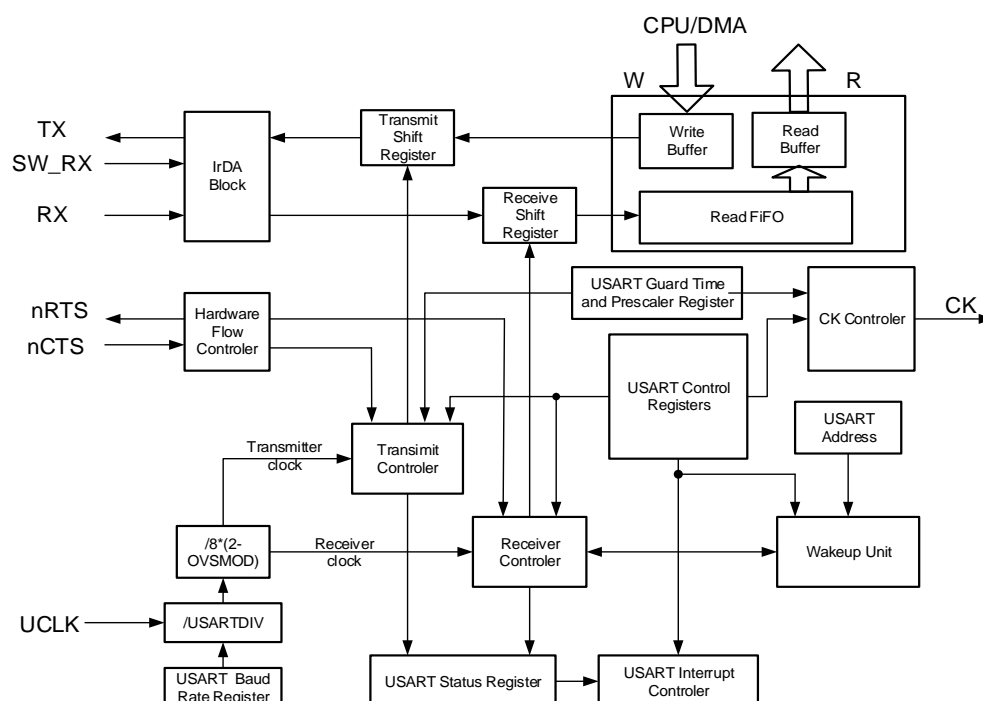 CPU/DMA
W
R
TX
SW_RX
RX
IrDA
Block
Transmit
Shift
Register
Write
Buffer
Read
Buffer
Receive
Shift
Register
Read FiFO
nRTS
nCTS
Hardware
Flow
Controler
USART Guard Time
and Prescaler Register
CK Controler
CK
USART Control
Registers
USART
Address
Transmitter
clock
Transimit
Controler
/8*(2-
OVSMOD)
Receiver
clock
Receiver
Controler
Wakeup Unit
UCLK
/USARTDIV
USART Baud
Rate Register
USART Status Register
USART Interrupt
Controler